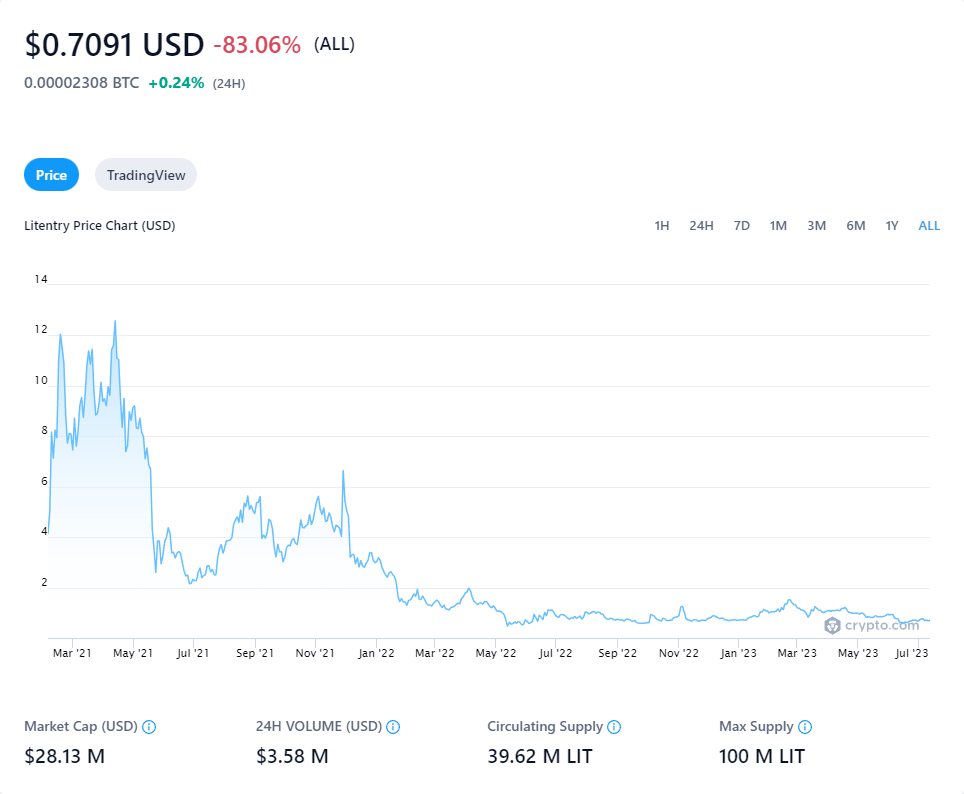 $0.7091 USD -83.06% (ALL)
0.00002308 BTC +0.24% (24H)
Price TradingView
Litentry Price Chart (USD) 1H 24H 7D 1M 3M 6M 1Y ALL
14
12
10
8
6
4
2
crypto.com
Mar '21 May '21 Jul '21 Sep '21 Nov '21 Jan '22 Mar '22 May '22 Jul '22 Sep '22 Nov '22 Jan '23 Mar '23 May '23 Jul '23
Market Cap (USD) 24H VOLUME (USD) Circulating Supply Max Supply
$28.13 M $3.58 M 39.62 M LIT 100 M LIT